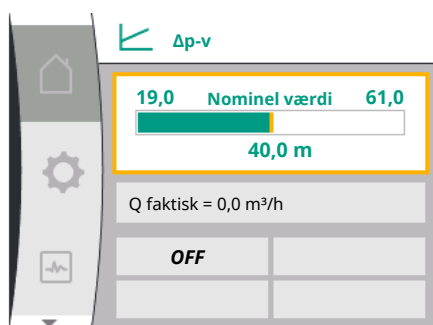 Δp-v
19,0 Nominel værdi 61,0
40,0 m
Q faktisk = 0,0 m³/h
OFF